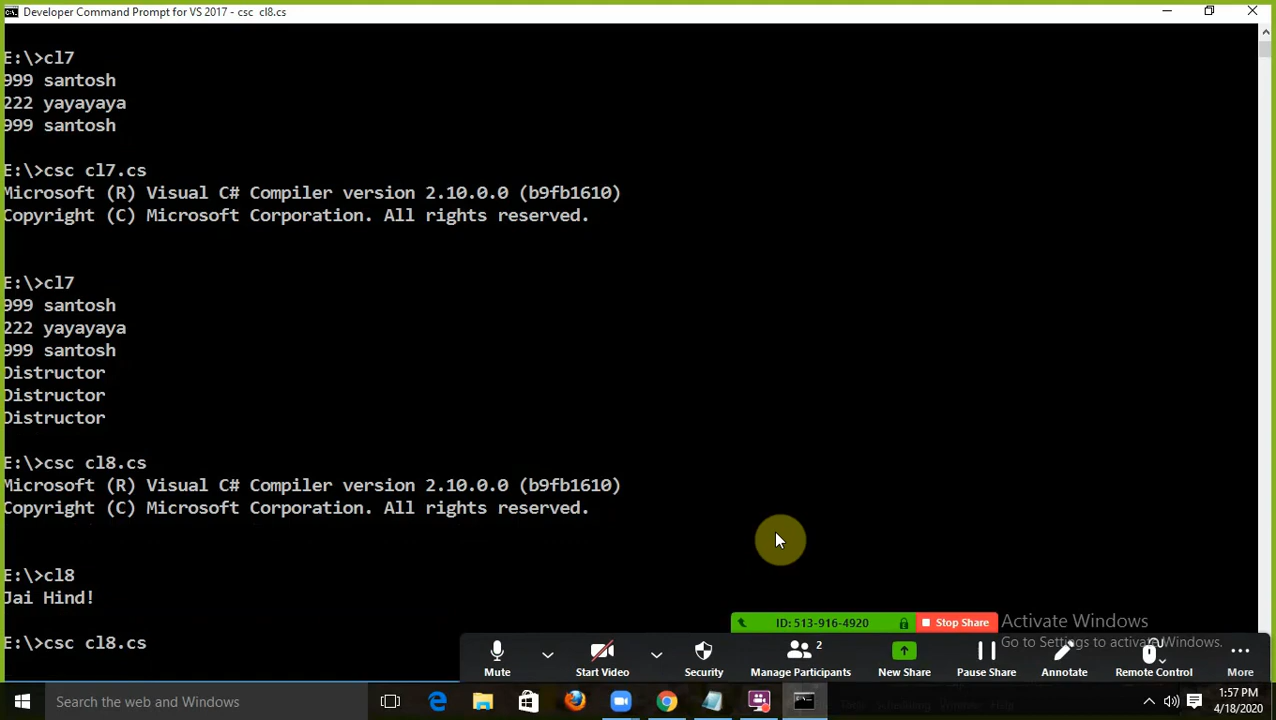 Developer Command Prompt for VS 2017 - csc cl8.cs
E:\>cl7
999 santosh
222 yayayaya
999 santosh
E:\>csc cl7.cs
Microsoft (R) Visual C# Compiler version 2.10.0.0 (b9fb1610)
Copyright (C) Microsoft Corporation. All rights reserved.
E:\>cl7
999 santosh
222 yayayaya
999 santosh
Distructor
Distructor
Distructor
E:\>csc cl8.cs
Microsoft (R) Visual C# Compiler version 2.10.0.0 (b9fb1610)
Copyright (C) Microsoft Corporation. All rights reserved.
E:\>cl8
Jai Hind!
E:\>csc cl8.cs
ID: 513-916-4920
Stop Share
Activate Windows
Go to Settings to activate Windows.
2
Mute
Start Video
Security
Manage Participants
New Share
Pause Share
Annotate
Remote Control
More
Search the web and Windows
1:57 PM
4/18/2020